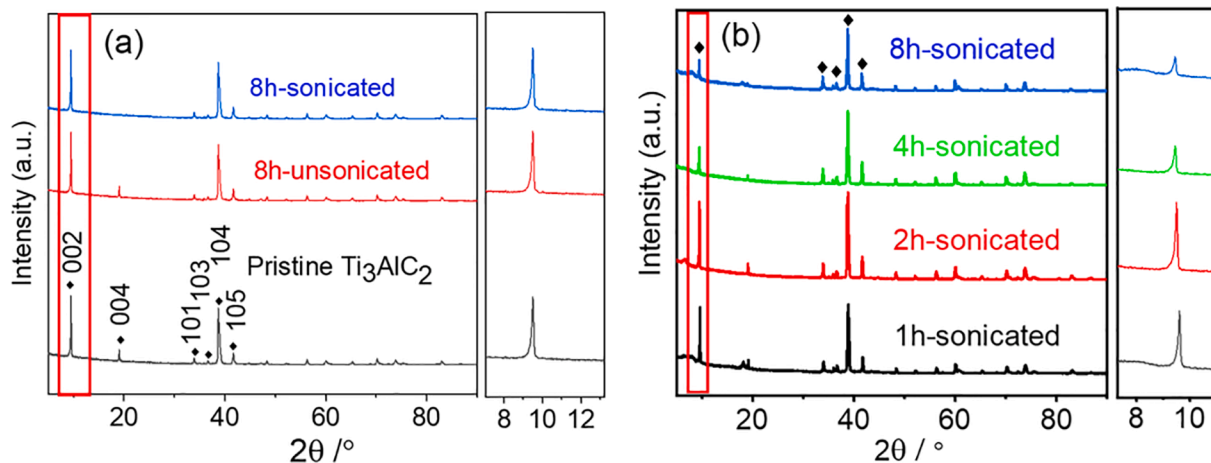 (a)
8h-sonicated
8h-unsonicated
Pristine Ti₃AlC₂
002
004
101
103
104
105
Intensity (a.u.)
20
40
60
80
2θ /°
8
10
12
(b)
8h-sonicated
4h-sonicated
2h-sonicated
1h-sonicated
Intensity (a.u.)
20
40
60
80
2θ /°
8
10